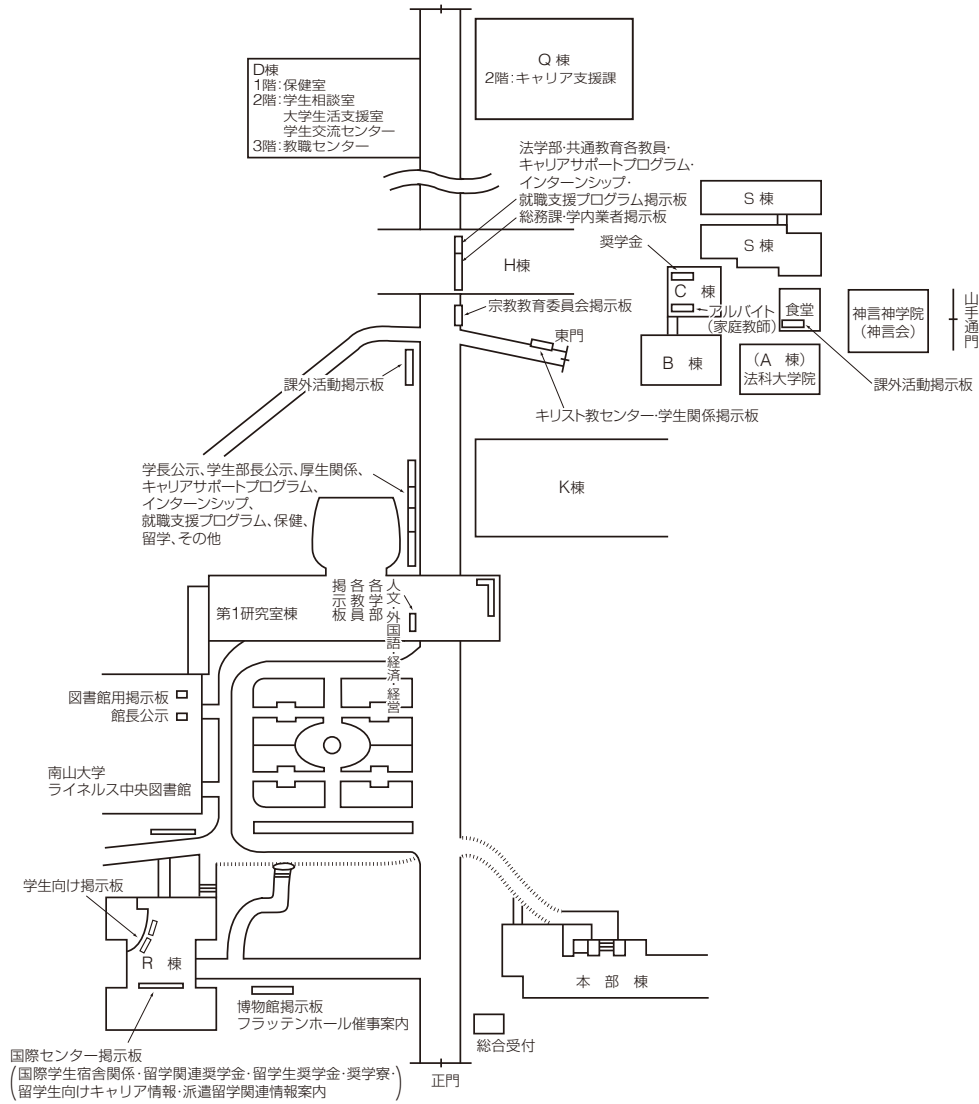 D棟
1階：保健室
2階：学生相談室
大学生活支援室
学生交流センター
3階：教職センター
Q棟
2階：キャリア支援課
法学部・共通教育各教員・
キャリアサポートプログラム・
インターンシップ・
就職支援プログラム掲示板
総務課・学内業者掲示板
H棟
宗教教育委員会掲示板
東門
S棟
S棟
奨学金
C棟
アルバイト
（家庭教師）
食堂
神言神学院
（神言会）
山手通門
B棟
（A棟）
法科大学院
課外活動掲示板
課外活動掲示板
キリスト教センター・学生関係掲示板
学長公示、学生部長公示、厚生関係、
キャリアサポートプログラム、
インターンシップ、
就職支援プログラム、保健、
留学、その他
K棟
第1研究室棟
人文・外国語・経済・経営
各学部
各教員
掲示板
図書館用掲示板
館長公示
南山大学
ライネルス中央図書館
学生向け掲示板
R棟
本部棟
博物館掲示板
フラッテンホール催事案内
総合受付
正門
国際センター掲示板
（国際学生宿舎関係・留学関連奨学金・留学生奨学金・奨学寮・
留学生向けキャリア情報・派遣留学関連情報案内）